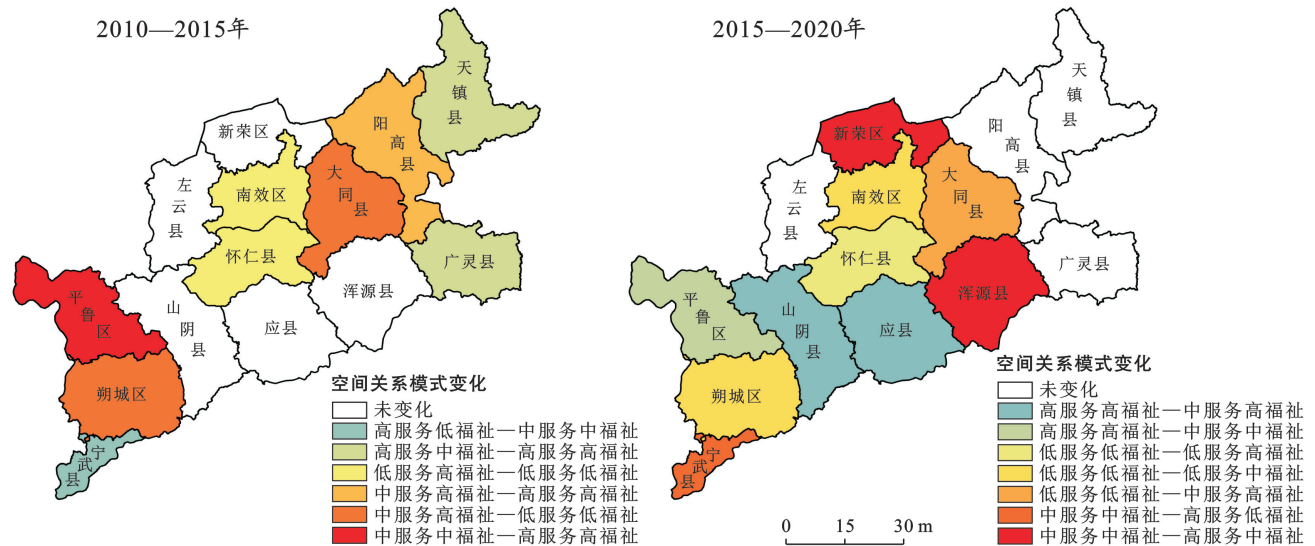 2010—2015年
天镇县
阳高县
新荣区
大同县
左云县
南效区
怀仁县
广灵县
浑源县
平鲁区
山阴县
应县
朔城区
宁武县
空间关系模式变化
未变化
高服务低福祉—中服务中福祉
高服务中福祉—高服务高福祉
低服务高福祉—低服务低福祉
中服务高福祉—高服务高福祉
中服务高福祉—低服务低福祉
中服务中福祉—高服务高福祉
2015—2020年
天镇县
阳高县
新荣区
大同县
左云县
南效区
怀仁县
广灵县
浑源县
平鲁区
山阴县
应县
朔城区
宁武县
空间关系模式变化
未变化
高服务高福祉—中服务高福祉
高服务高福祉—中服务中福祉
低服务低福祉—低服务高福祉
低服务低福祉—低服务中福祉
低服务低福祉—中服务高福祉
中服务中福祉—高服务低福祉
中服务中福祉—高服务中福祉
0 15 30 m